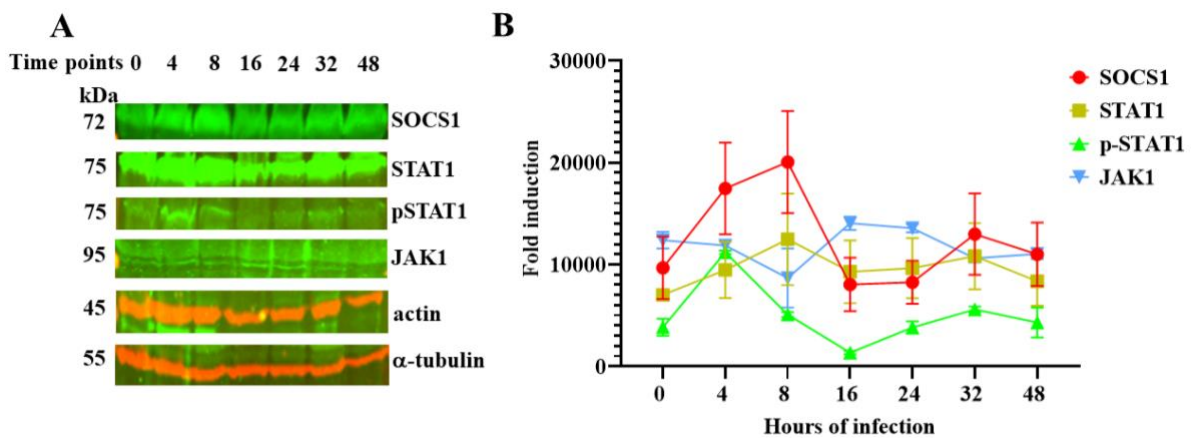 A
Time points 0 4 8 16 24 32 48
kDa
72 SOCS1
75 STAT1
75 pSTAT1
95 JAK1
45 actin
55 α-tubulin
B
30000
20000
10000
0
Fold induction
0 4 8 16 24 32 48
Hours of infection
SOCS1
STAT1
p-STAT1
JAK1